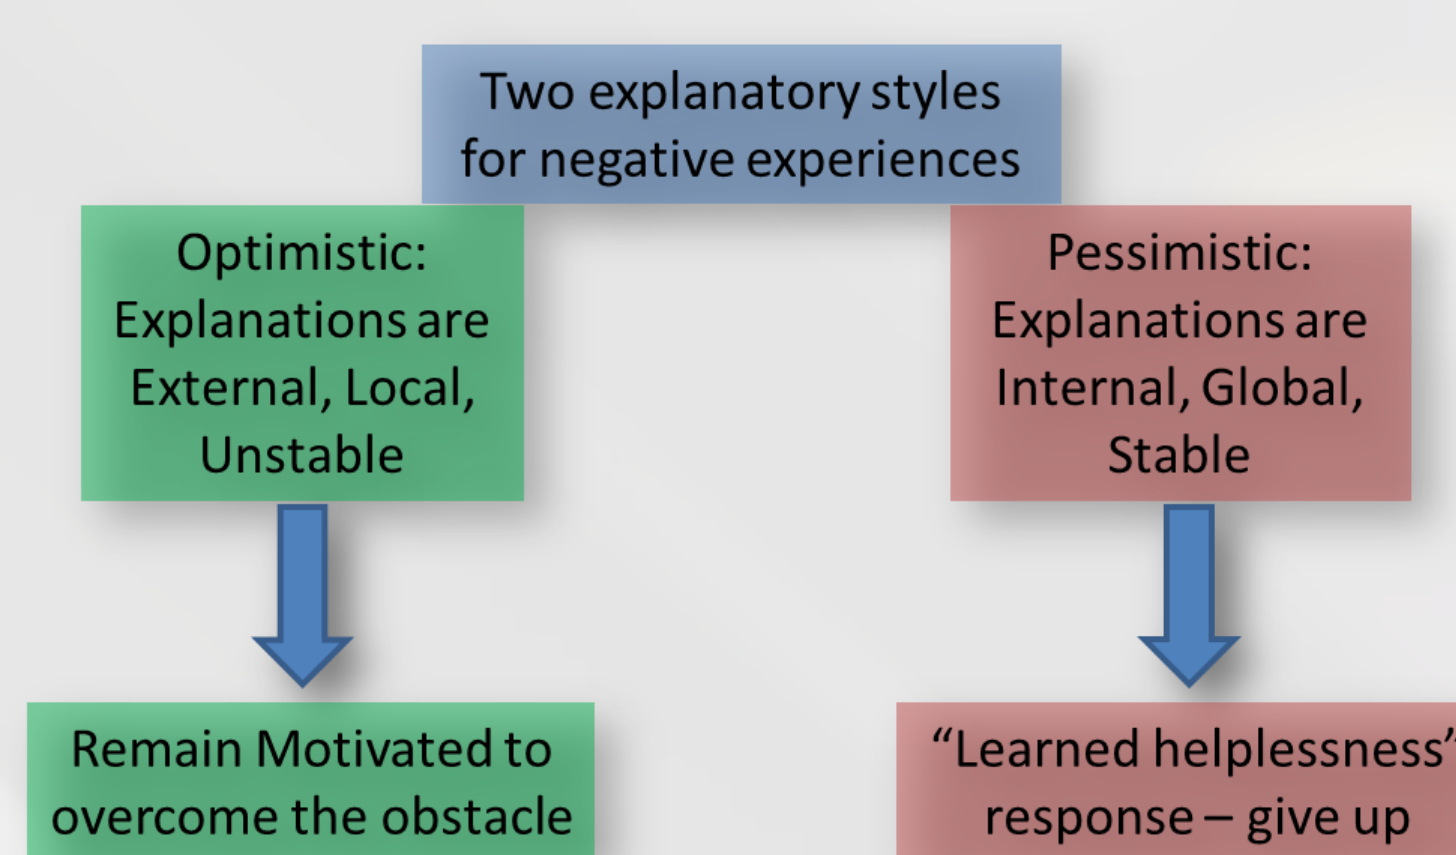 Two explanatory styles
for negative experiences
Optimistic:
Explanations are
External, Local,
Unstable
Pessimistic:
Explanations are
Internal, Global,
Stable
Remain Motivated to
overcome the obstacle
“Learned helplessness”
response – give up